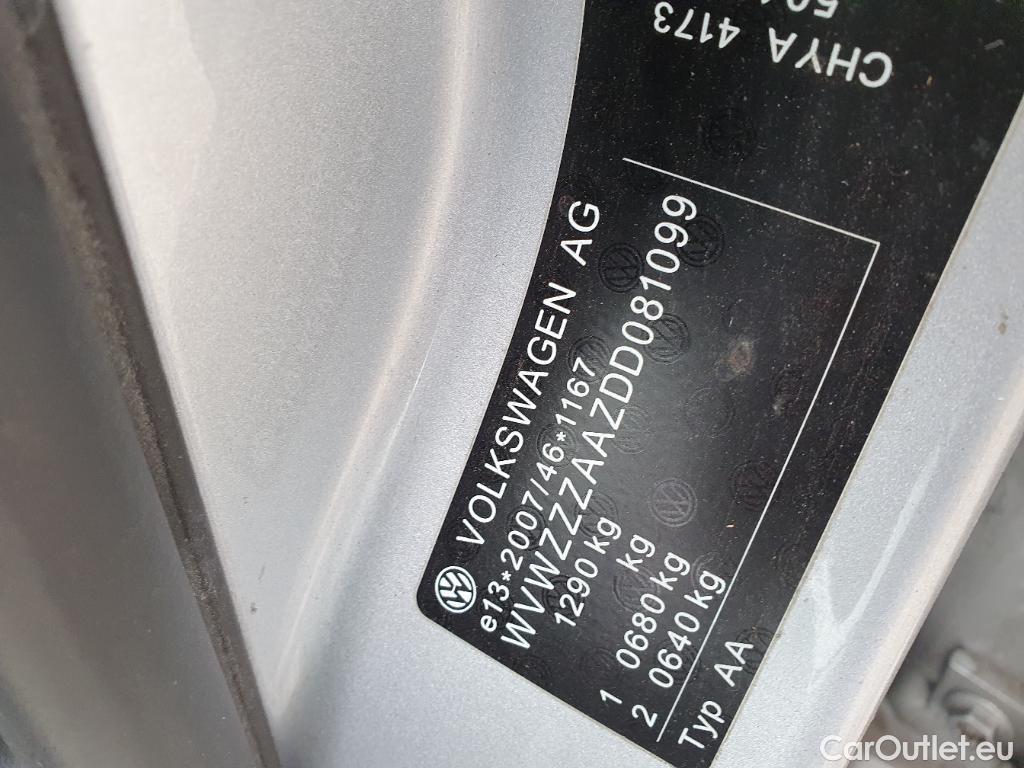 VOLKSWAGEN AG
e13*2007/46*1167
WVWZZZAAZDD081099
1290 kg
kg
1 0680 kg
2 0640 kg
Typ AA
CHYA 4173
CarOutlet.eu